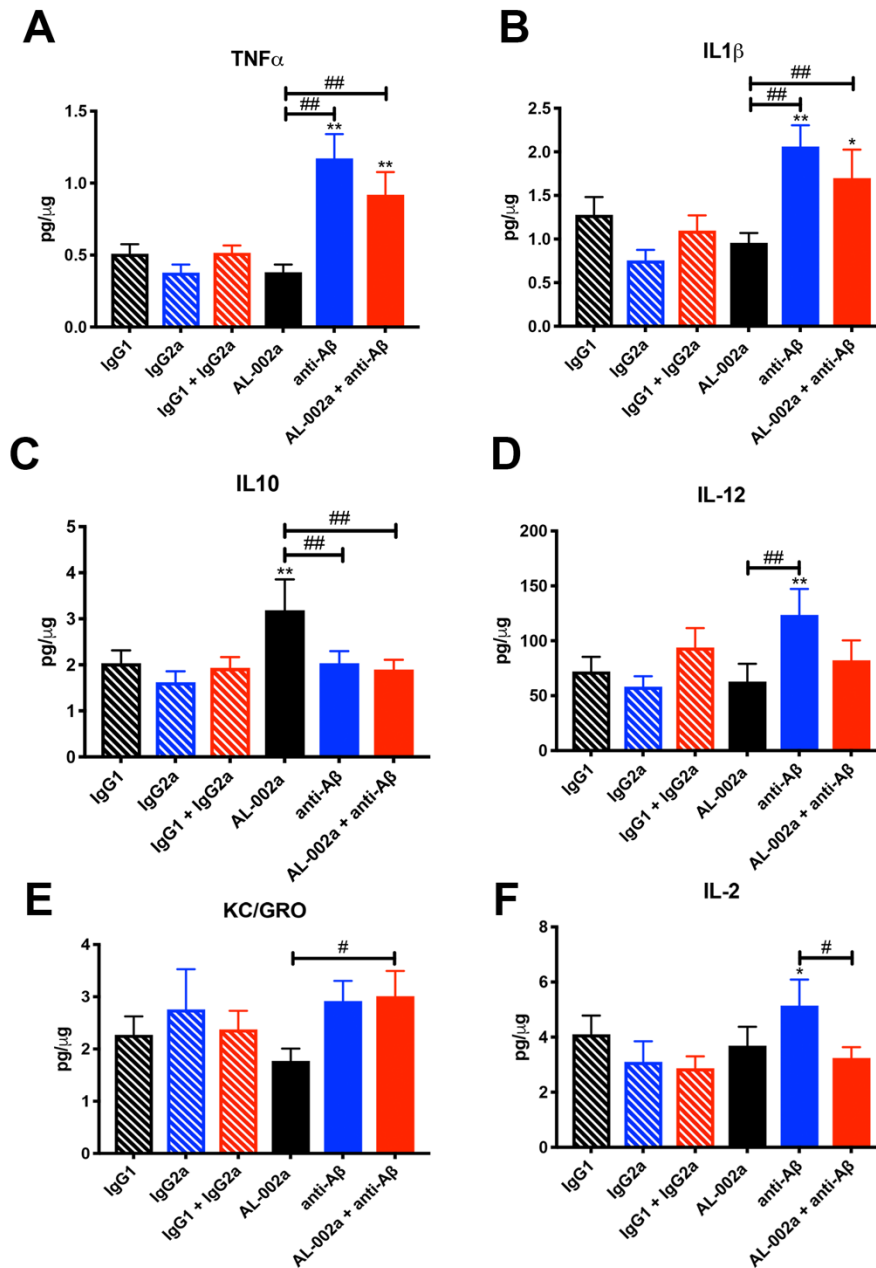 A
TNFα
##
##
**
**
pg/µg
1.5
1.0
0.5
0.0
IgG1
IgG2a
IgG1 + IgG2a
AL-002a
anti-Aβ
AL-002a + anti-Aβ
B
IL1β
##
##
**
*
pg/µg
2.5
2.0
1.5
1.0
0.5
0.0
IgG1
IgG2a
IgG1 + IgG2a
AL-002a
anti-Aβ
AL-002a + anti-Aβ
C
IL10
##
##
**
pg/µg
5
4
3
2
1
0
IgG1
IgG2a
IgG1 + IgG2a
AL-002a
anti-Aβ
AL-002a + anti-Aβ
D
IL-12
##
**
pg/µg
200
150
100
50
0
IgG1
IgG2a
IgG1 + IgG2a
AL-002a
anti-Aβ
AL-002a + anti-Aβ
E
KC/GRO
#
pg/µg
4
3
2
1
0
IgG1
IgG2a
IgG1 + IgG2a
AL-002a
anti-Aβ
AL-002a + anti-Aβ
F
IL-2
#
*
pg/µg
8
6
4
2
0
IgG1
IgG2a
IgG1 + IgG2a
AL-002a
anti-Aβ
AL-002a + anti-Aβ